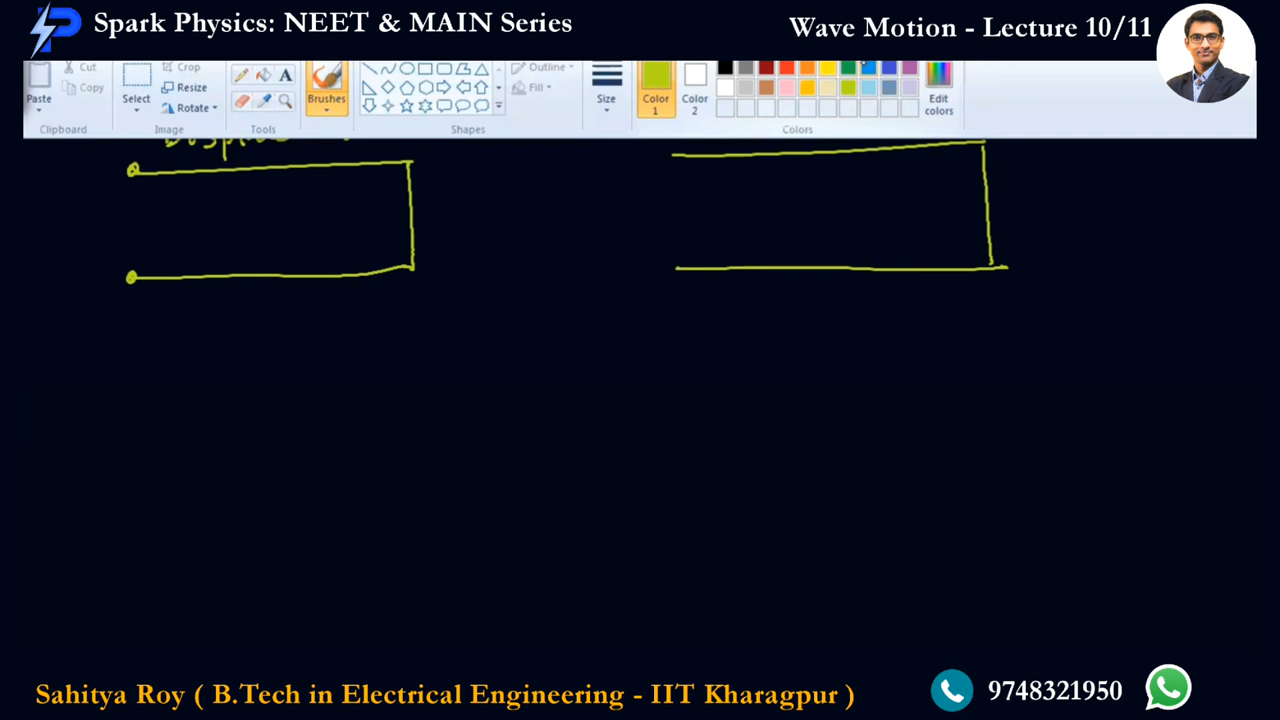 Spark Physics: NEET & MAIN Series
Wave Motion - Lecture 10/11
Paste
Cut
Copy
Clipboard
Select
Crop
Resize
Rotate
Image
A
Tools
Brushes
Shapes
Outline
Fill
Size
Color 1
Color 2
Edit colors
Colors
Sahitya Roy ( B.Tech in Electrical Engineering - IIT Kharagpur )
9748321950